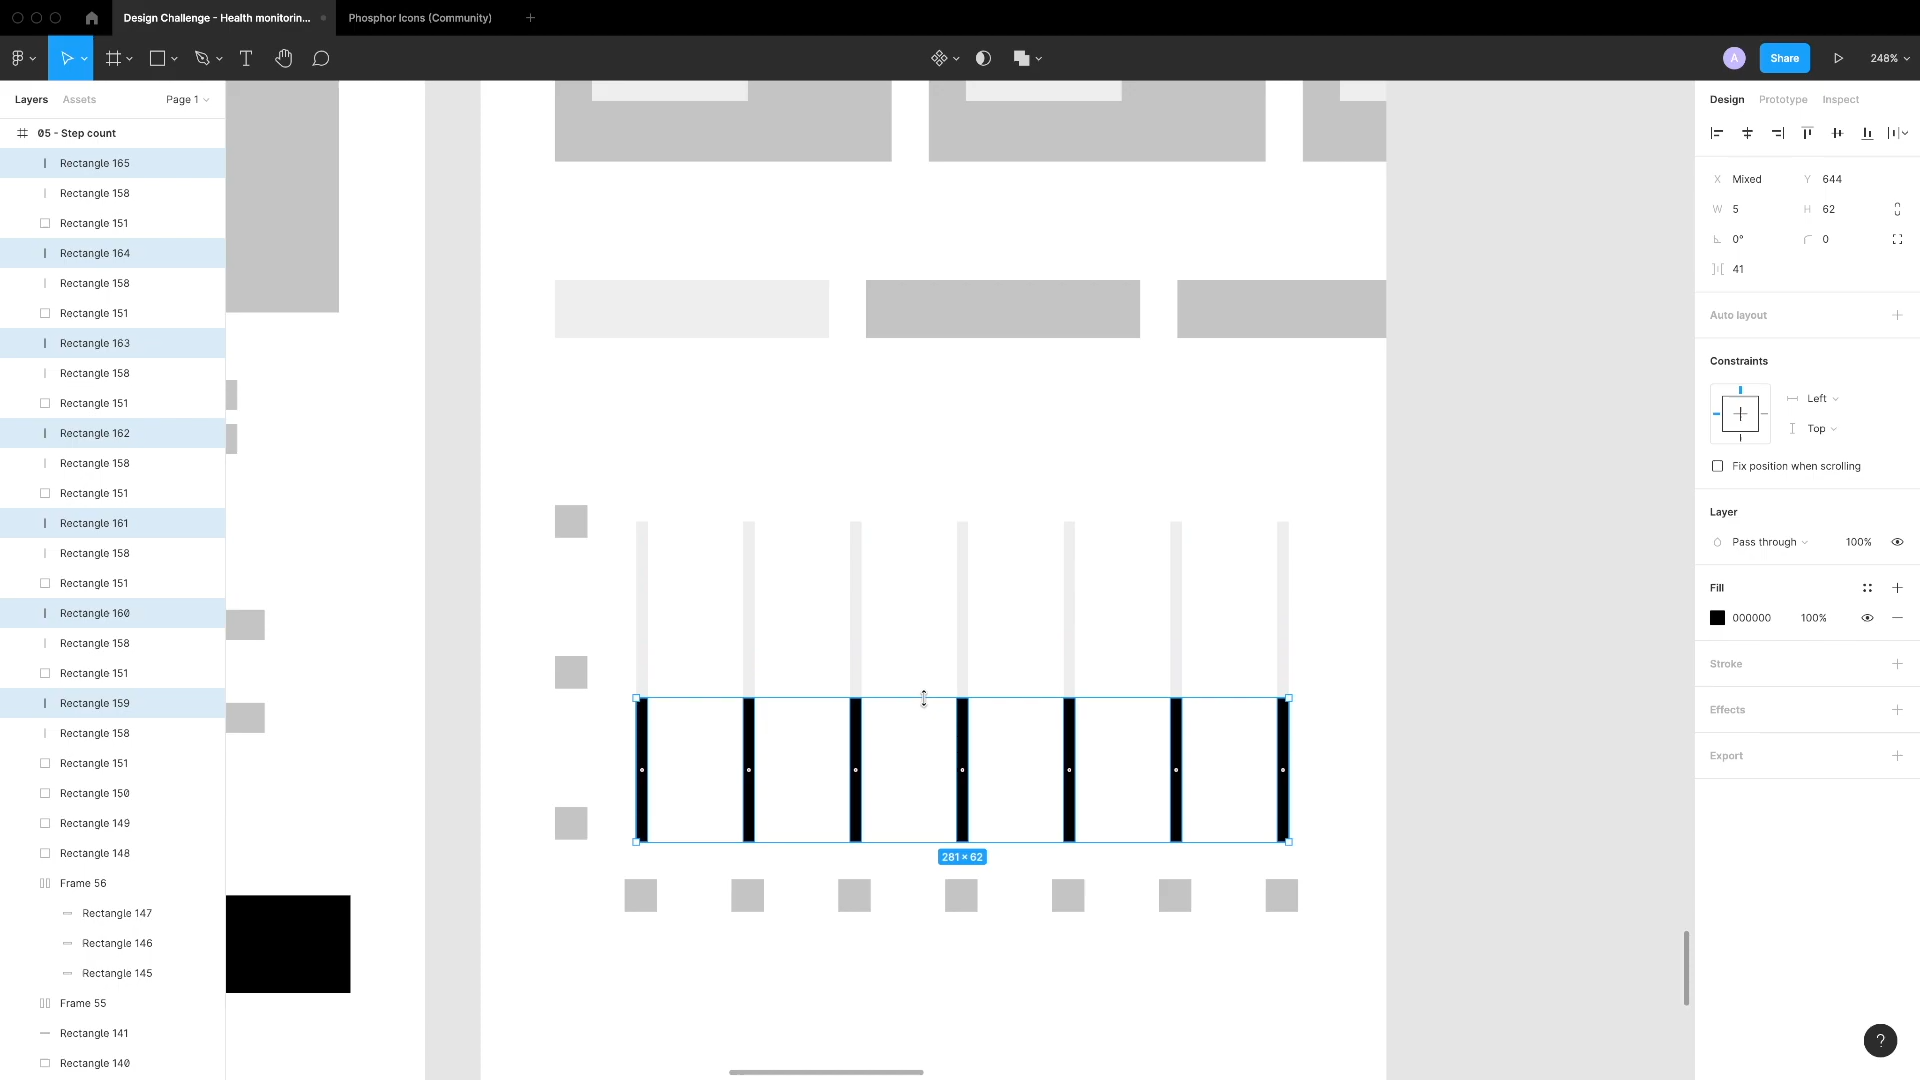 Design Challenge - Health monitorin...
Phosphor Icons (Community)
A
Share
248%
Layers
Assets
Page 1
05 - Step count
Rectangle 165
Rectangle 158
Rectangle 151
Rectangle 164
Rectangle 158
Rectangle 151
Rectangle 163
Rectangle 158
Rectangle 151
Rectangle 162
Rectangle 158
Rectangle 151
Rectangle 161
Rectangle 158
Rectangle 151
Rectangle 160
Rectangle 158
Rectangle 151
Rectangle 159
Rectangle 158
Rectangle 151
Rectangle 150
Rectangle 149
Rectangle 148
Frame 56
Rectangle 147
Rectangle 146
Rectangle 145
Frame 55
Rectangle 141
Rectangle 140
281 × 62
Design
Prototype
Inspect
X Mixed Y 644
W 5 H 62
0° 0
41
Auto layout
Constraints
Left
Top
Fix position when scrolling
Layer
Pass through 100%
Fill
000000 100%
Stroke
Effects
Export
?